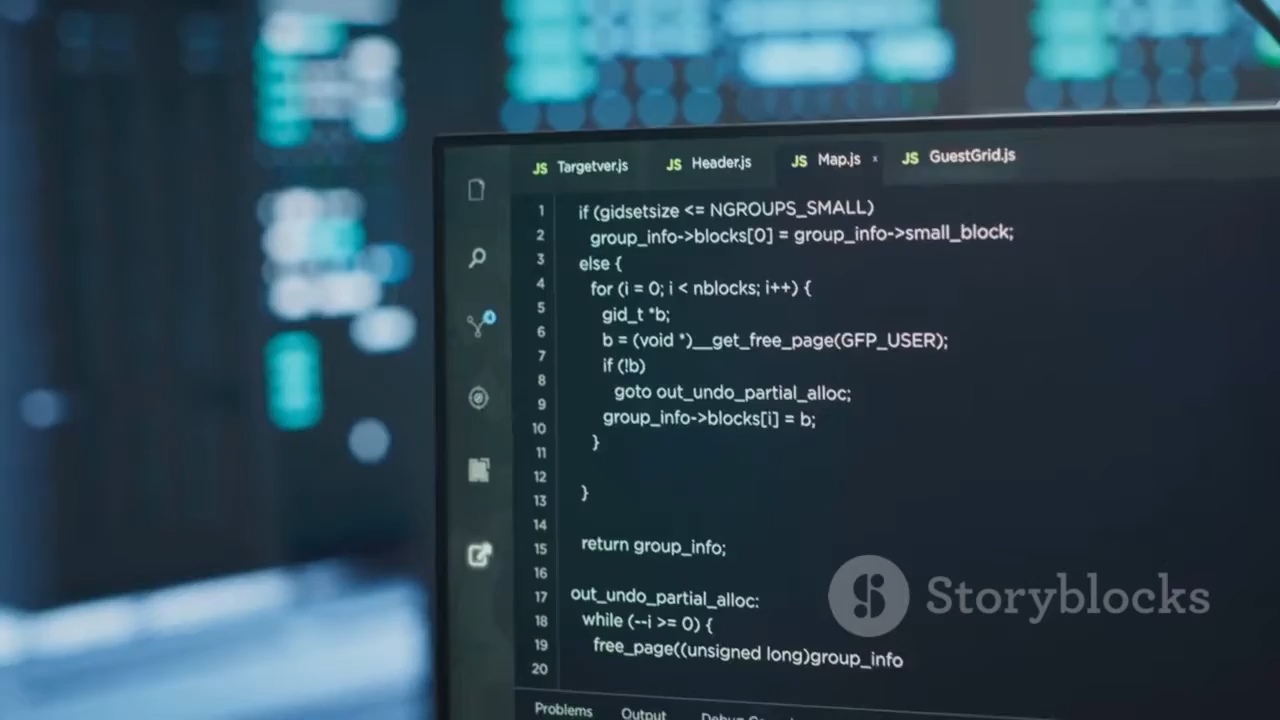 JS Targetver.js JS Header.js JS Map.js x JS GuestGrid.js
1 if (gidsetsize <= NGROUPS_SMALL)
2 group_info->blocks[0] = group_info->small_block;
3 else {
4 for (i = 0; i < nblocks; i++) {
5 gid_t *b;
6 b = (void *)__get_free_page(GFP_USER);
7 if (!b)
8 goto out_undo_partial_alloc;
9 group_info->blocks[i] = b;
10 }
11
12
13 }
14
15 return group_info;
16
17 out_undo_partial_alloc:
18 while (--i >= 0) {
19 free_page((unsigned long)group_info
20
Problems Output
Storyblocks